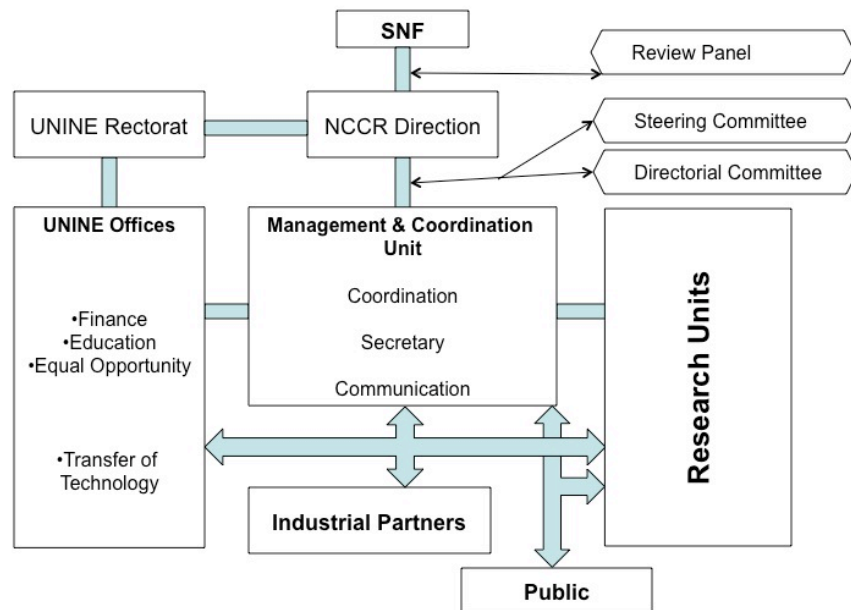 SNF
Review Panel
UNINE Rectorat
NCCR Direction
Steering Committee
Directorial Committee
UNINE Offices
•Finance
•Education
•Equal Opportunity
•Transfer of
Technology
Management & Coordination
Unit
Coordination
Secretary
Communication
Research Units
Industrial Partners
Public